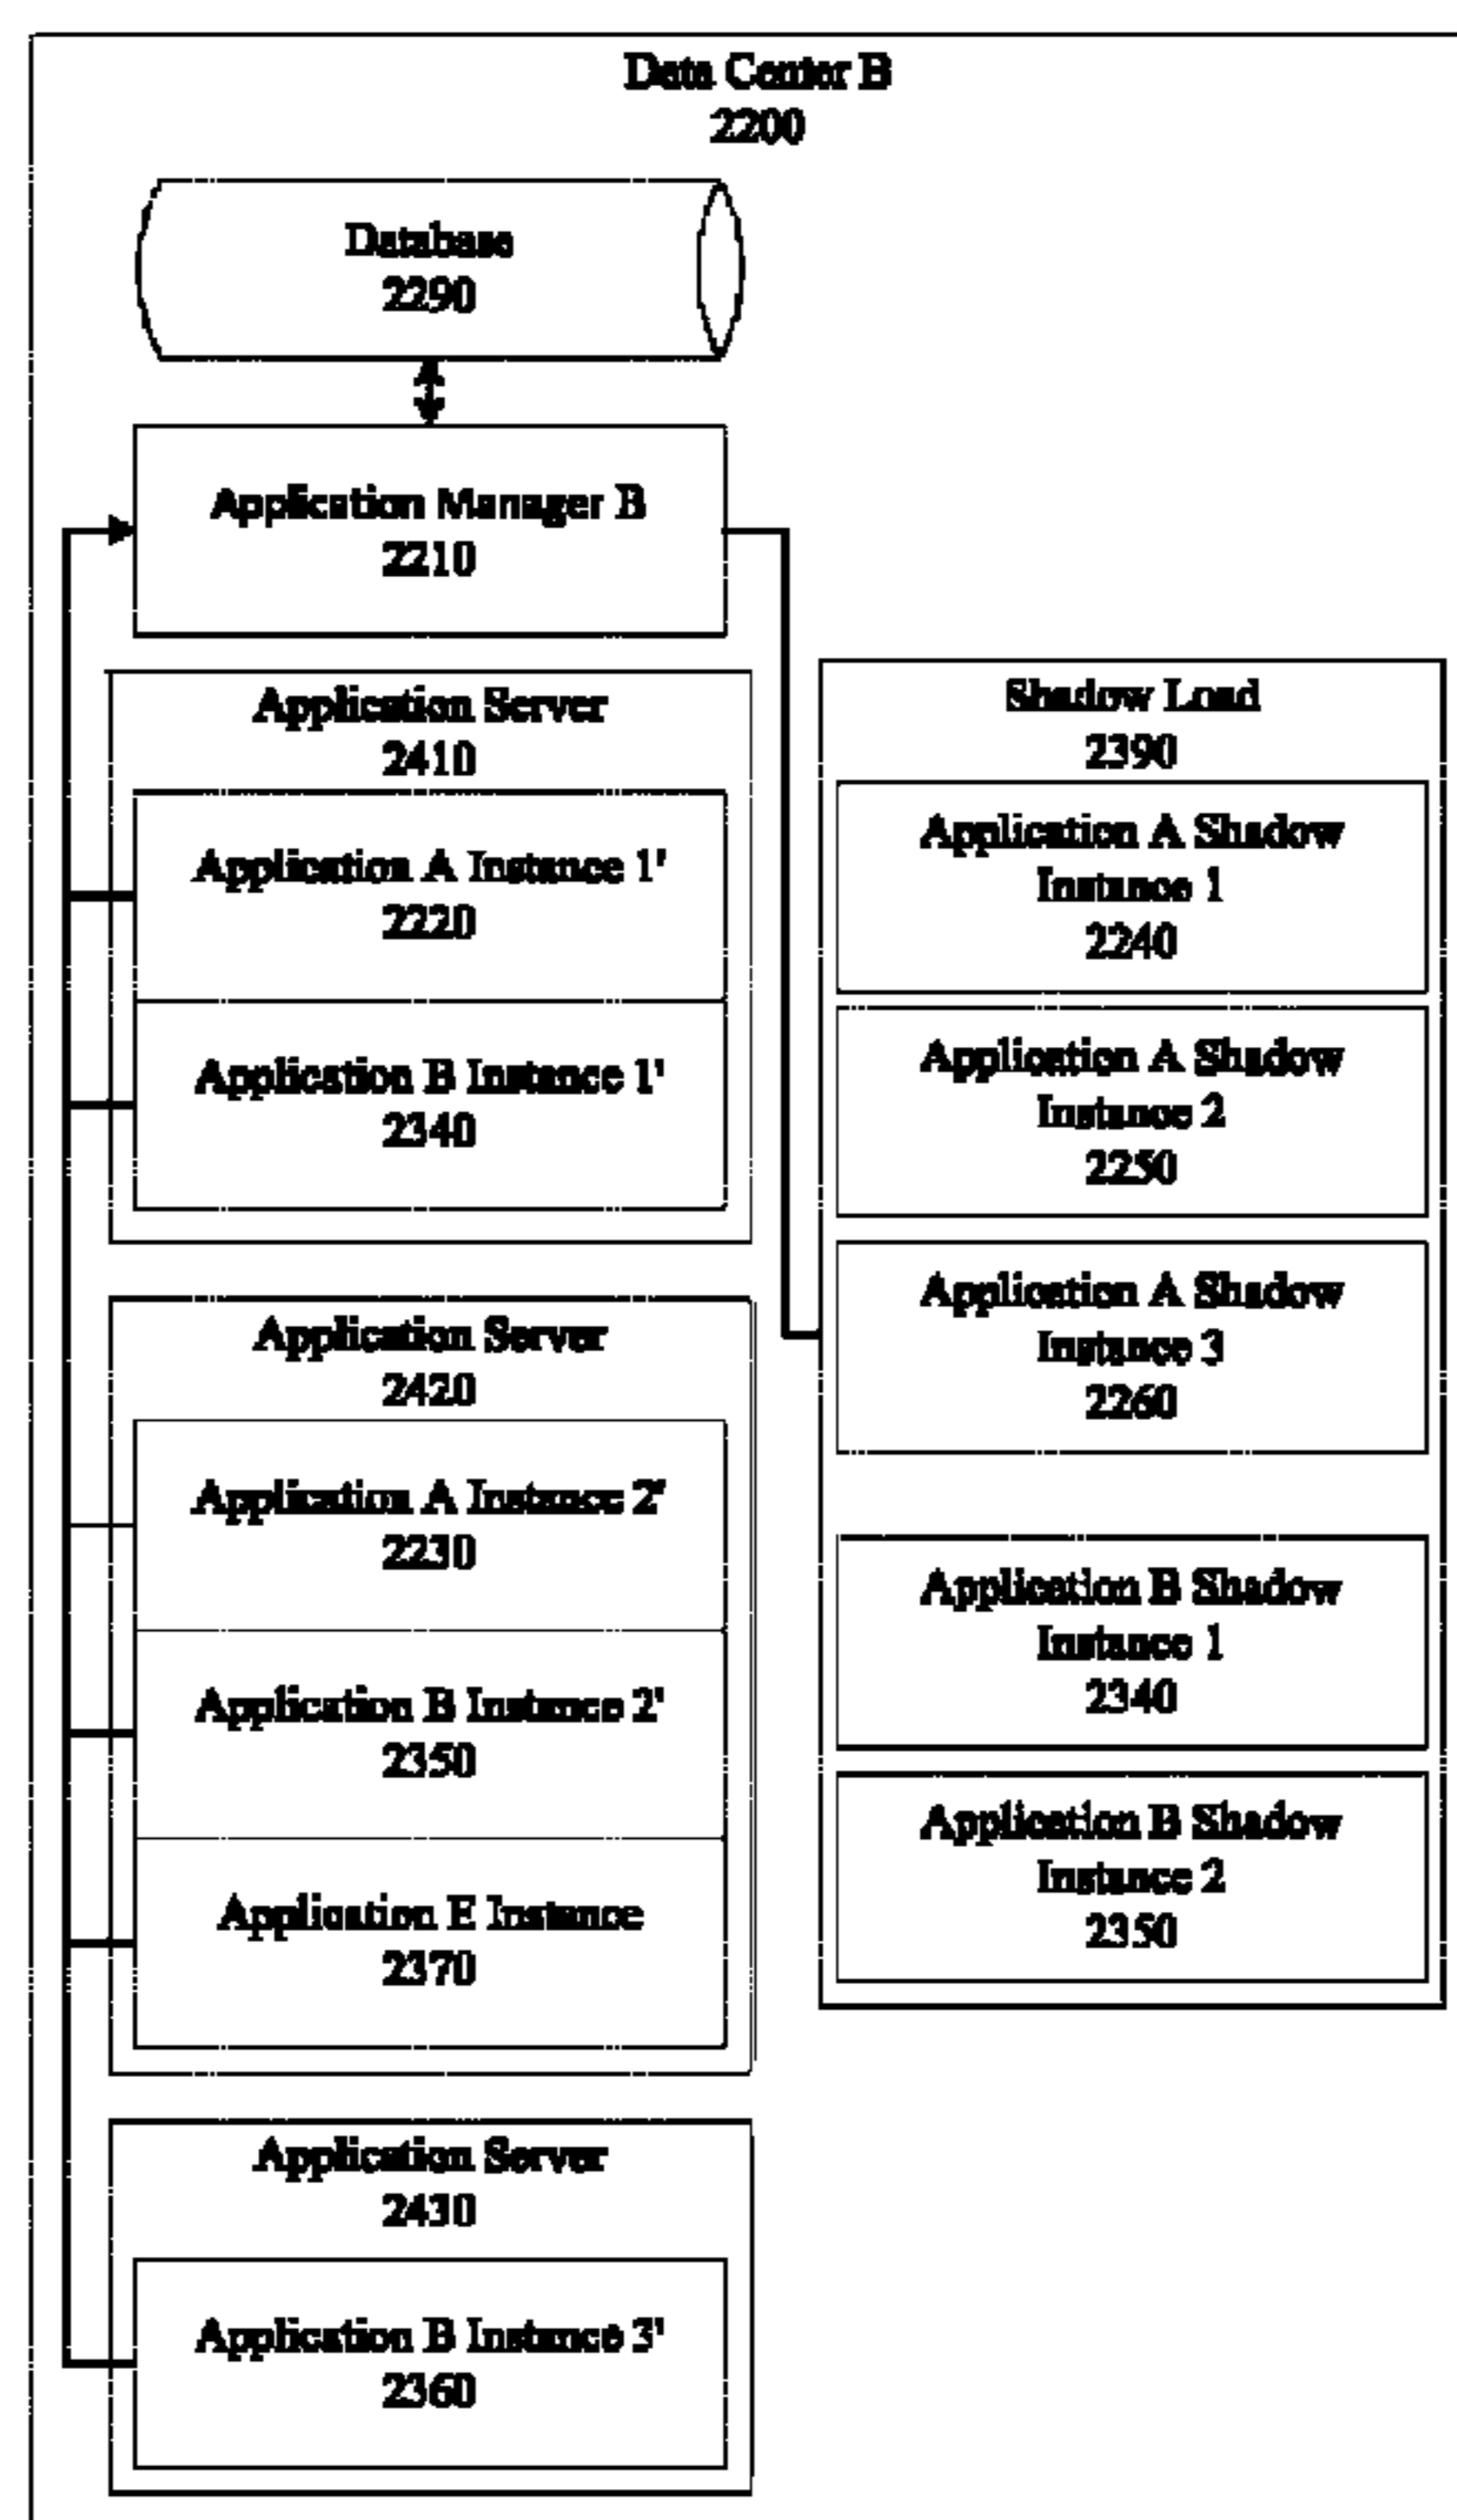 Data Center B
2200
Database
2290
Application Manager B
2210
Application Server
2410
Application A Instance 1'
2220
Application B Instance 1'
2340
Application Server
2420
Application A Instance 2'
2230
Application B Instance 2'
2350
Application E Instance
2370
Application Server
2430
Application B Instance 3'
2360
Shadow Load
2390
Application A Shadow
Instance 1
2240
Application A Shadow
Instance 2
2250
Application A Shadow
Instance 3
2260
Application B Shadow
Instance 1
2340
Application B Shadow
Instance 2
2350